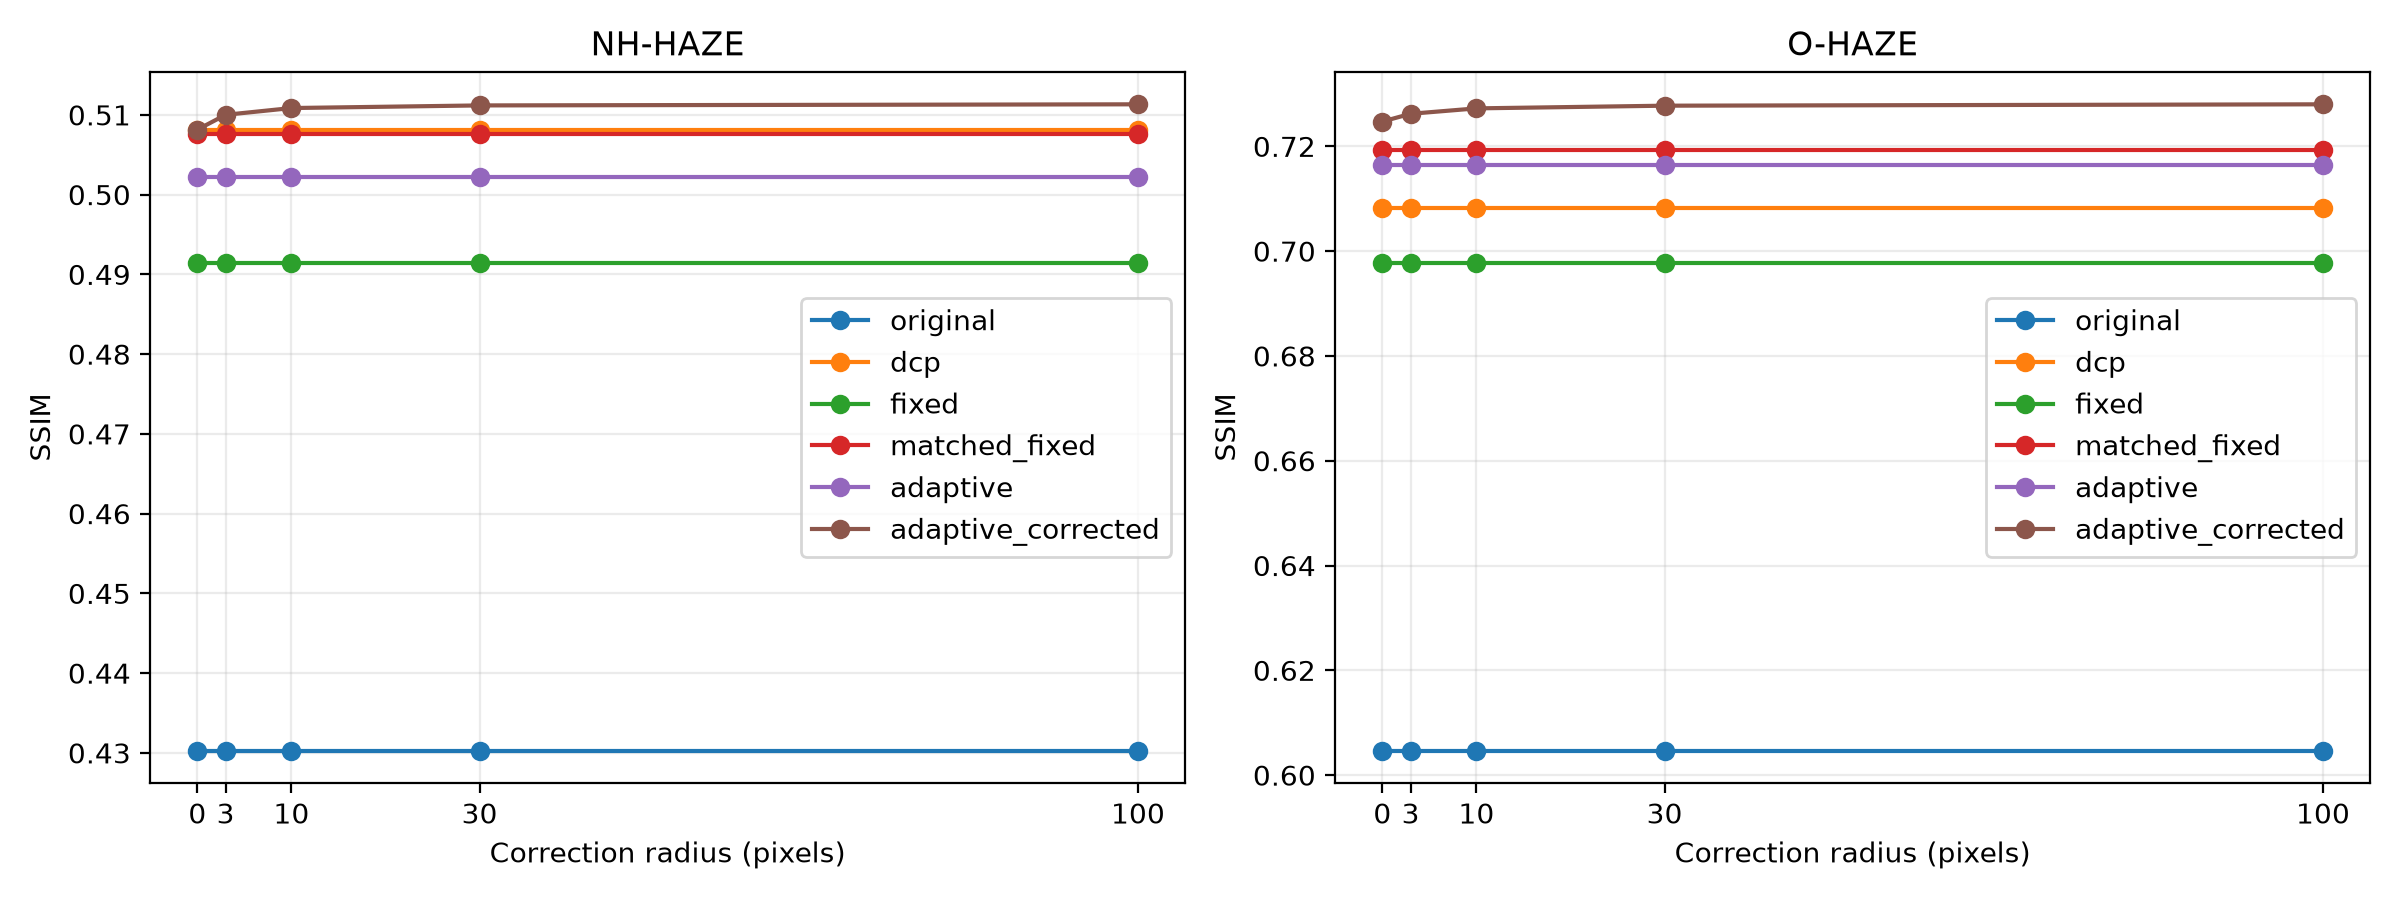 NH-HAZE
0.51
0.50
0.49
0.48
0.47
0.46
0.45
0.44
0.43
SSIM
original
dcp
fixed
matched_fixed
adaptive
adaptive_corrected
0 3 10 30 100
Correction radius (pixels)
O-HAZE
0.72
0.70
0.68
0.66
0.64
0.62
0.60
SSIM
original
dcp
fixed
matched_fixed
adaptive
adaptive_corrected
0 3 10 30 100
Correction radius (pixels)